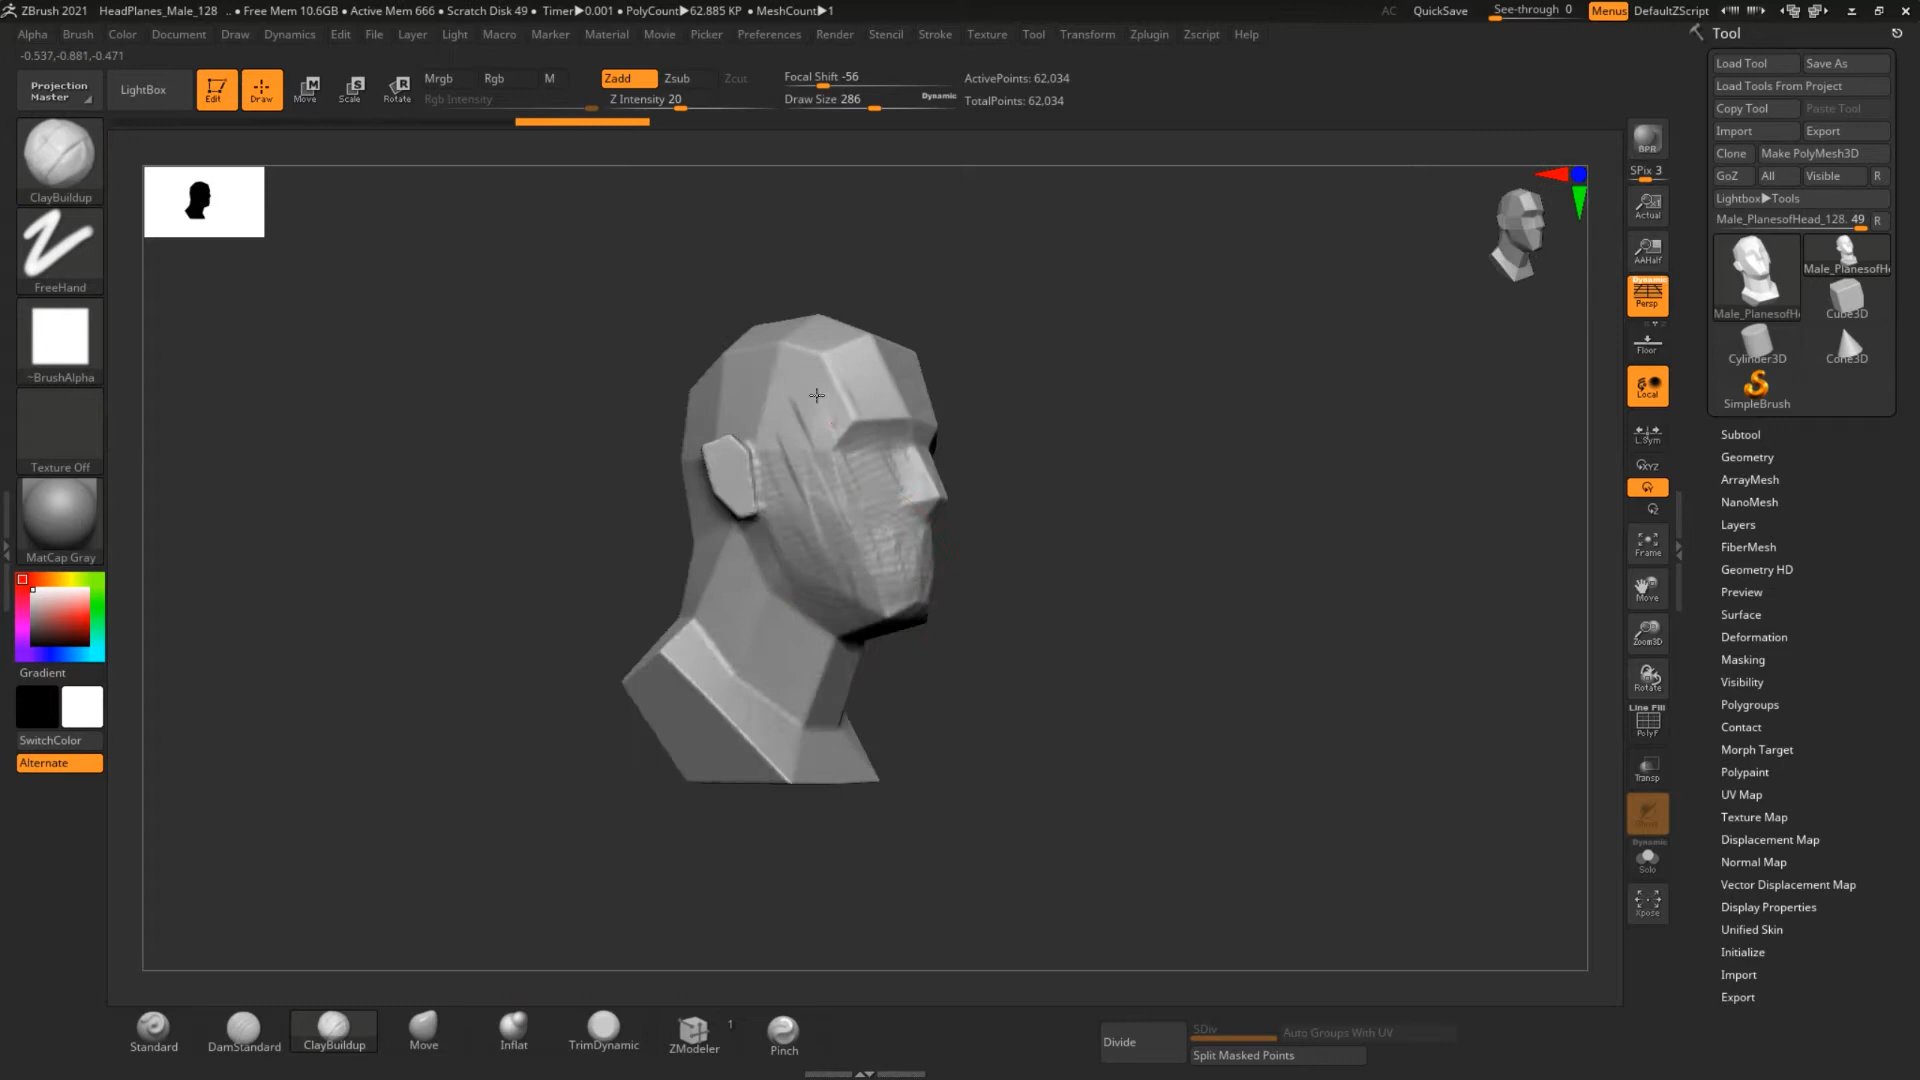 ZBrush 2021 HeadPlanes_Male_128 .. ● Free Mem 10.6GB ● Active Mem 666 ● Scratch Disk 49 ● Timer▶0.001 ● PolyCount▶62.885 KP ● MeshCount▶1 AC QuickSave See-through 0 Menus DefaultZScript
Alpha Brush Color Document Draw Dynamics Edit File Layer Light Macro Marker Material Movie Picker Preferences Render Stencil Stroke Texture Tool Transform Zplugin Zscript Help
-0.537,-0.881,-0.471
Projection Master
LightBox
Edit
Draw
Move
Scale
Rotate
Mrgb Rgb M
Rgb Intensity
Zadd Zsub Zcut
Z Intensity 20
Focal Shift -56
Draw Size 286 Dynamic
ActivePoints: 62,034
TotalPoints: 62,034
ClayBuildup
FreeHand
~BrushAlpha
Texture Off
MatCap Gray
Gradient
SwitchColor
Alternate
BPR
SPix 3
Actual
AAHalf
Dynamic
Persp
Floor
Local
L.Sym
XYZ
Y
Z
Frame
Move
Zoom3D
Rotate
Line Fill
PolyF
Transp
Dynamic
Solo
Xpose
Tool
Load Tool Save As
Load Tools From Project
Copy Tool Paste Tool
Import Export
Clone Make PolyMesh3D
GoZ All Visible R
Lightbox▶Tools
Male_PlanesofHead_128. 49 R
Male_PlanesofHe
Male_PlanesofHe Cube3D
Cylinder3D Cone3D
SimpleBrush
Subtool
Geometry
ArrayMesh
NanoMesh
Layers
FiberMesh
Geometry HD
Preview
Surface
Deformation
Masking
Visibility
Polygroups
Contact
Morph Target
Polypaint
UV Map
Texture Map
Displacement Map
Normal Map
Vector Displacement Map
Display Properties
Unified Skin
Initialize
Import
Export
Standard DamStandard ClayBuildup Move Inflat TrimDynamic ZModeler 1 Pinch
Divide
SDiv Auto Groups With UV
Split Masked Points